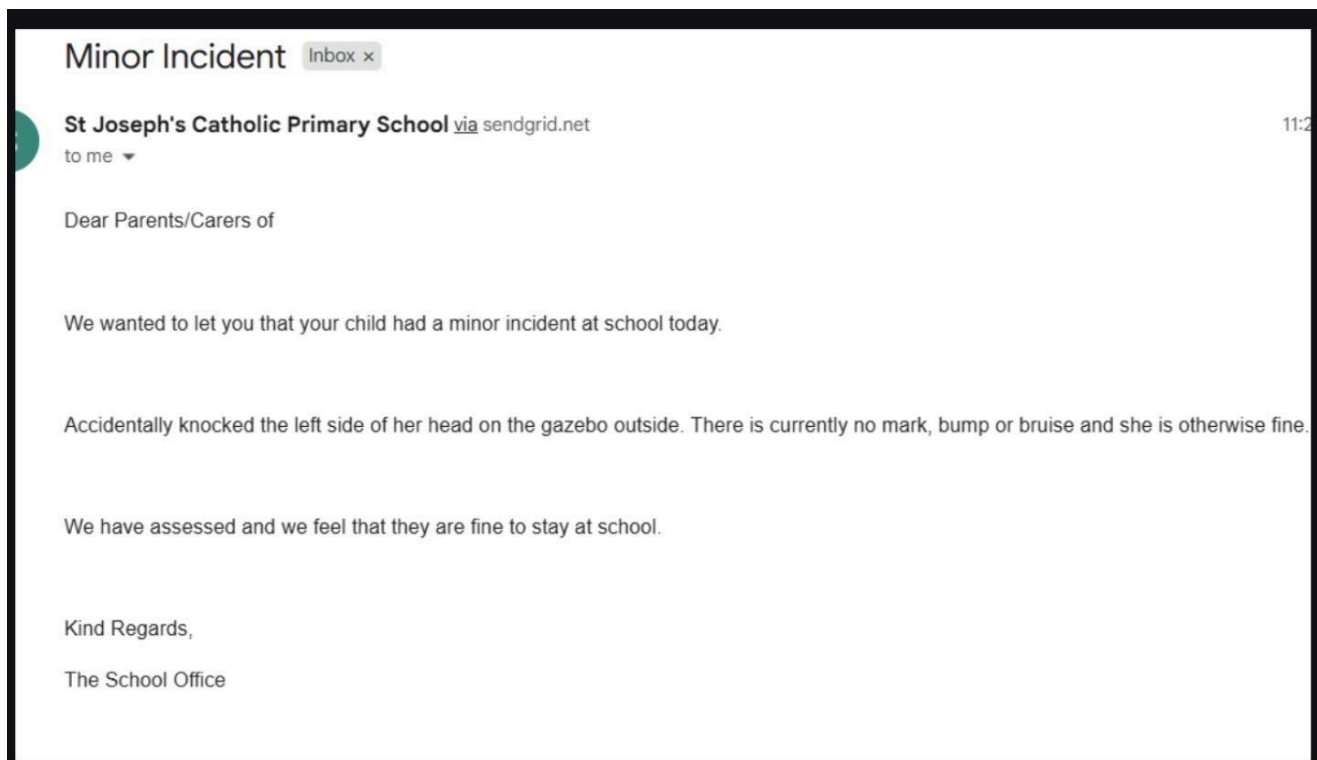 Minor Incident Inbox ×
St Joseph's Catholic Primary School via sendgrid.net 11:2
to me
Dear Parents/Carers of
We wanted to let you that your child had a minor incident at school today.
Accidentally knocked the left side of her head on the gazebo outside. There is currently no mark, bump or bruise and she is otherwise fine.
We have assessed and we feel that they are fine to stay at school.
Kind Regards,
The School Office